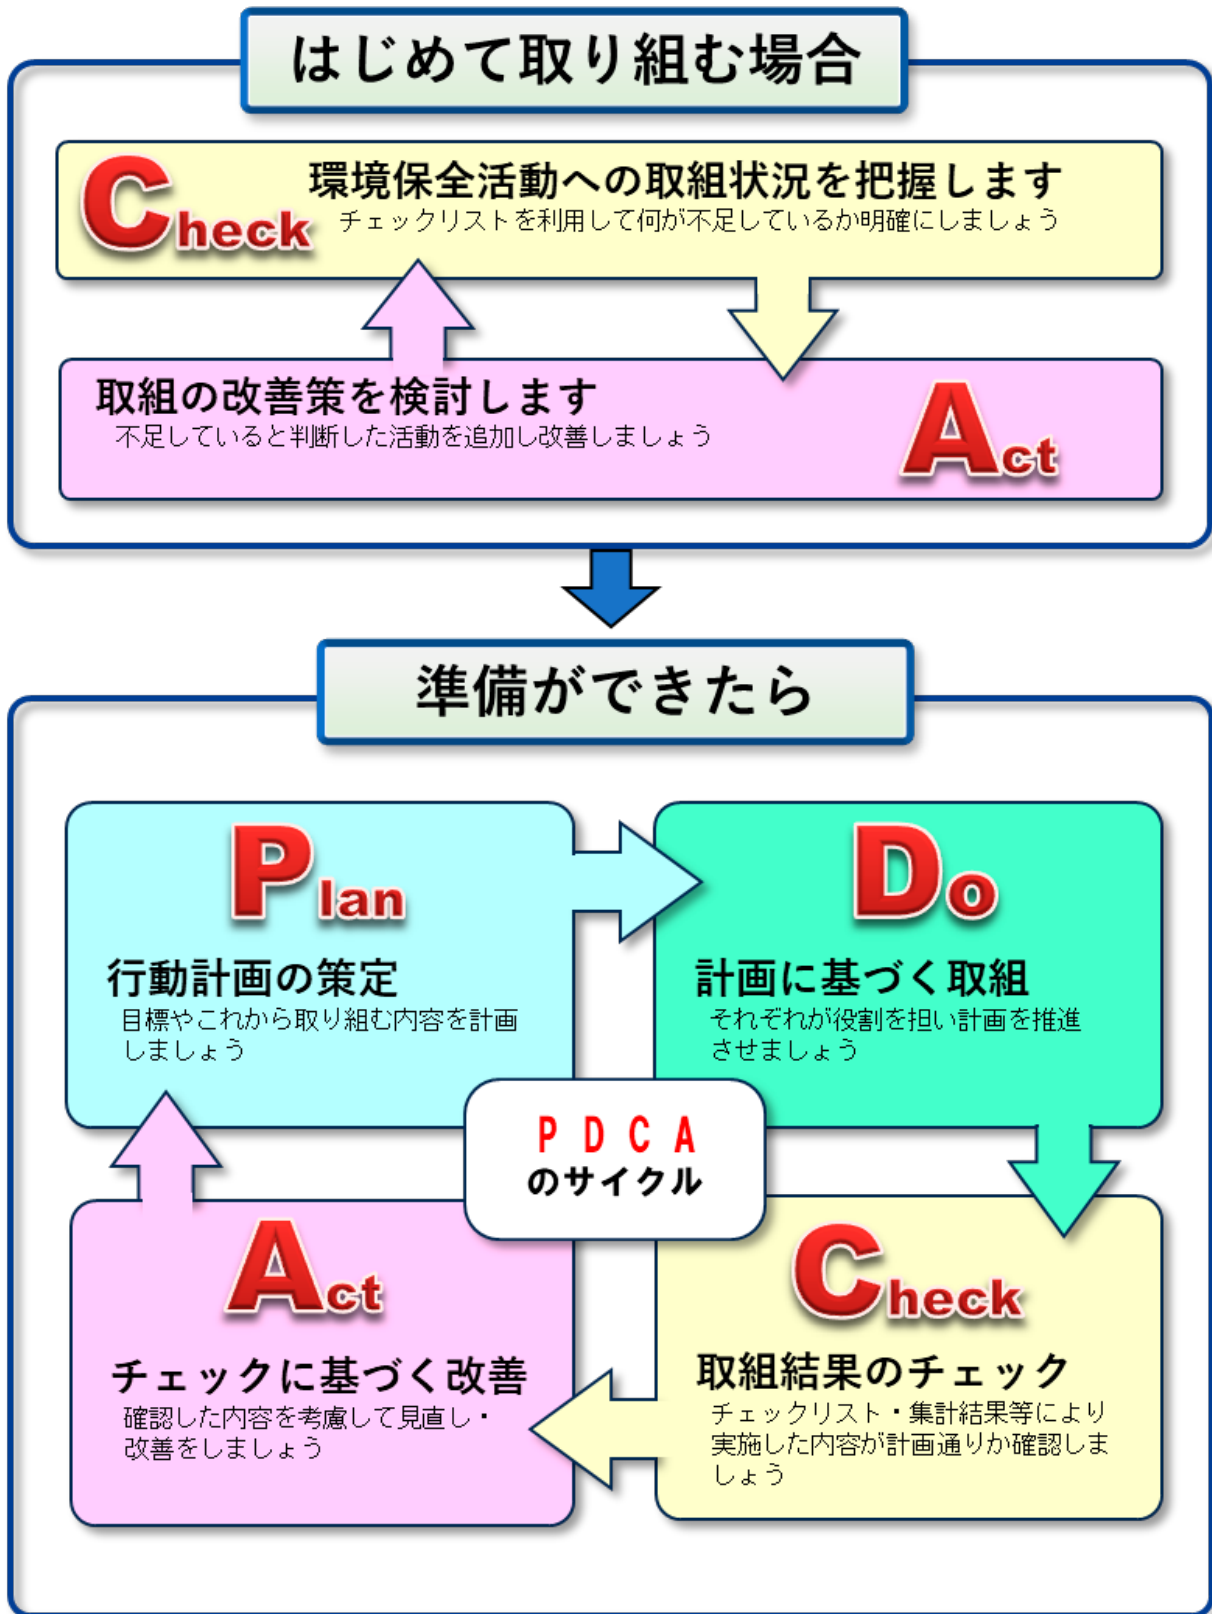 はじめて取り組む場合
Check
環境保全活動への取組状況を把握します
チェックリストを利用して何が不足しているか明確にしましょう
取組の改善策を検討します
不足していると判断した活動を追加し改善しましょう
Act
準備ができたら
Plan
行動計画の策定
目標やこれから取り組む内容を計画
しましょう
Do
計画に基づく取組
それぞれが役割を担い計画を推進
させましょう
PDCA
のサイクル
Act
チェックに基づく改善
確認した内容を考慮して見直し・
改善をしましょう
Check
取組結果のチェック
チェックリスト・集計結果等により
実施した内容が計画通りか確認しま
しょう